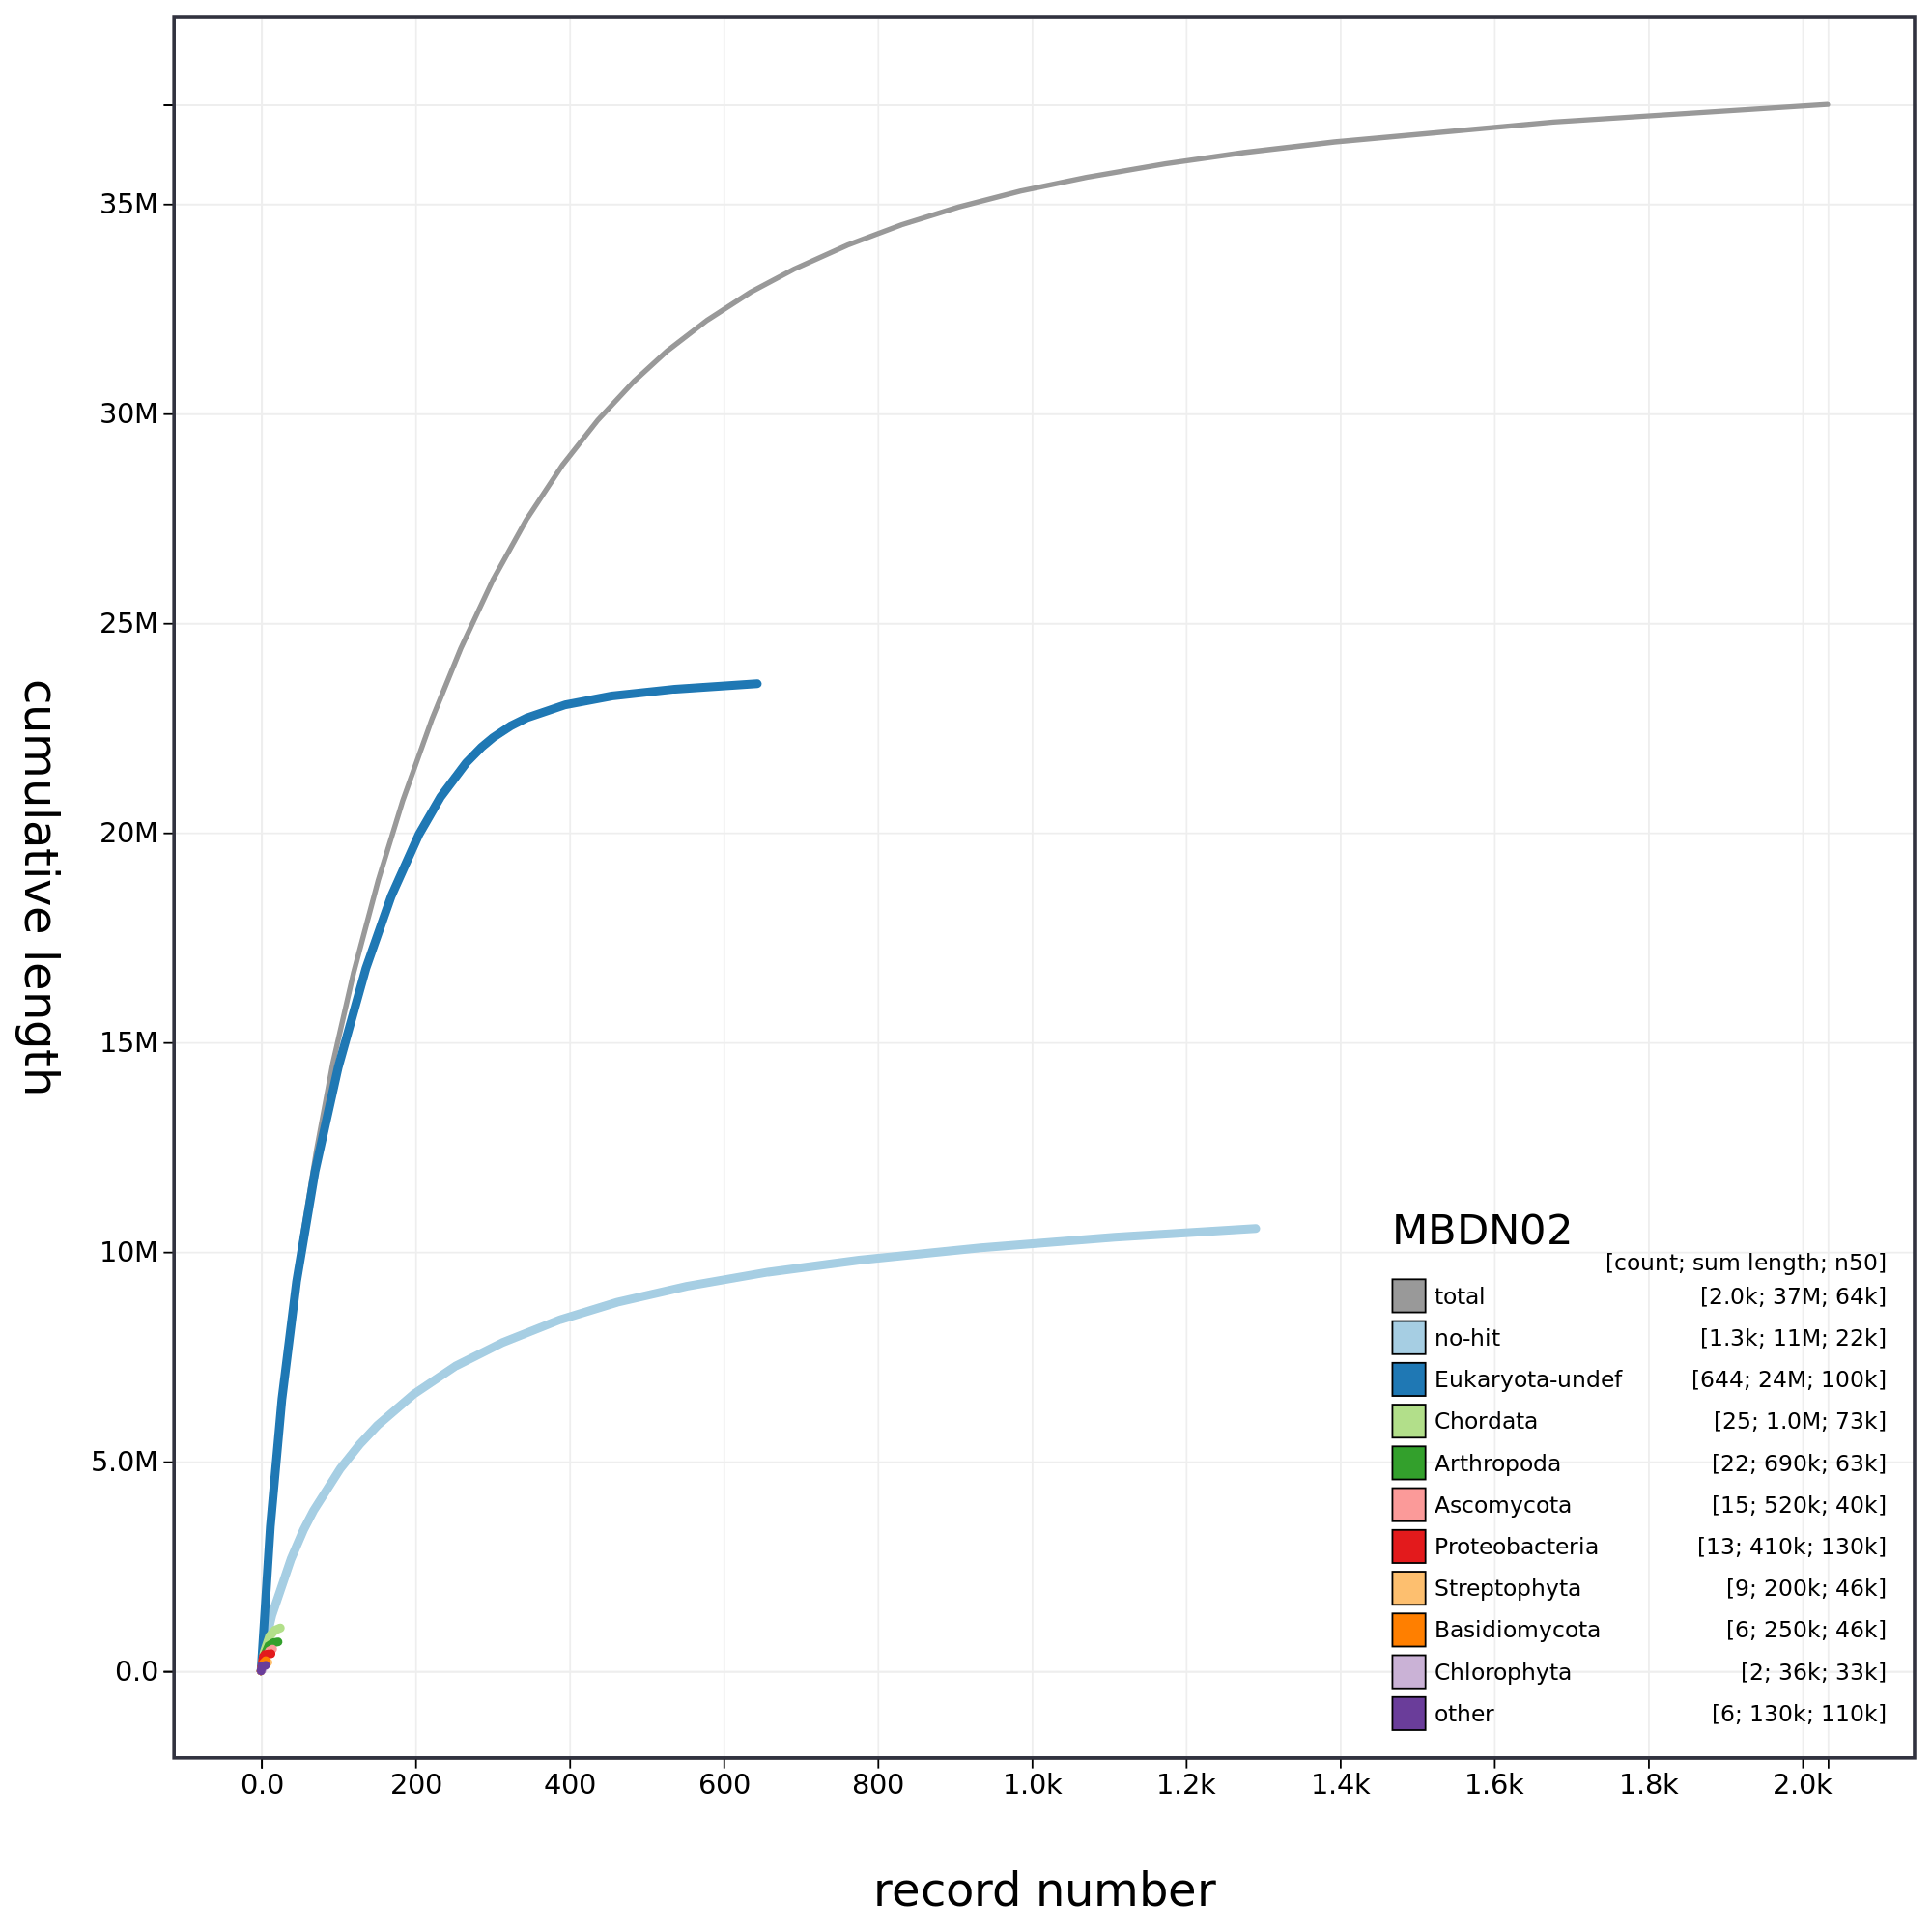 cumulative length
35M
30M
25M
20M
15M
10M
5.0M
0.0
MBDN02
[count; sum length; n50]
total [2.0k; 37M; 64k]
no-hit [1.3k; 11M; 22k]
Eukaryota-undef [644; 24M; 100k]
Chordata [25; 1.0M; 73k]
Arthropoda [22; 690k; 63k]
Ascomycota [15; 520k; 40k]
Proteobacteria [13; 410k; 130k]
Streptophyta [9; 200k; 46k]
Basidiomycota [6; 250k; 46k]
Chlorophyta [2; 36k; 33k]
other [6; 130k; 110k]
0.0 200 400 600 800 1.0k 1.2k 1.4k 1.6k 1.8k 2.0k
record number